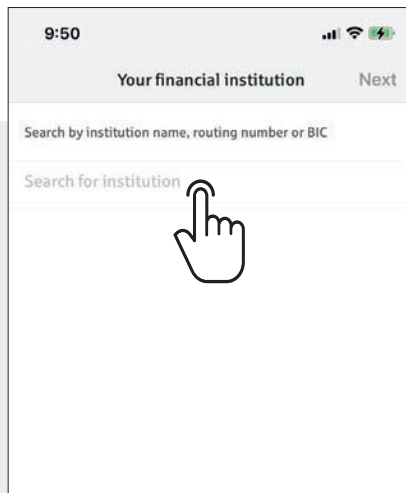 9:50
Your financial institution Next
Search by institution name, routing number or BIC
Search for institution